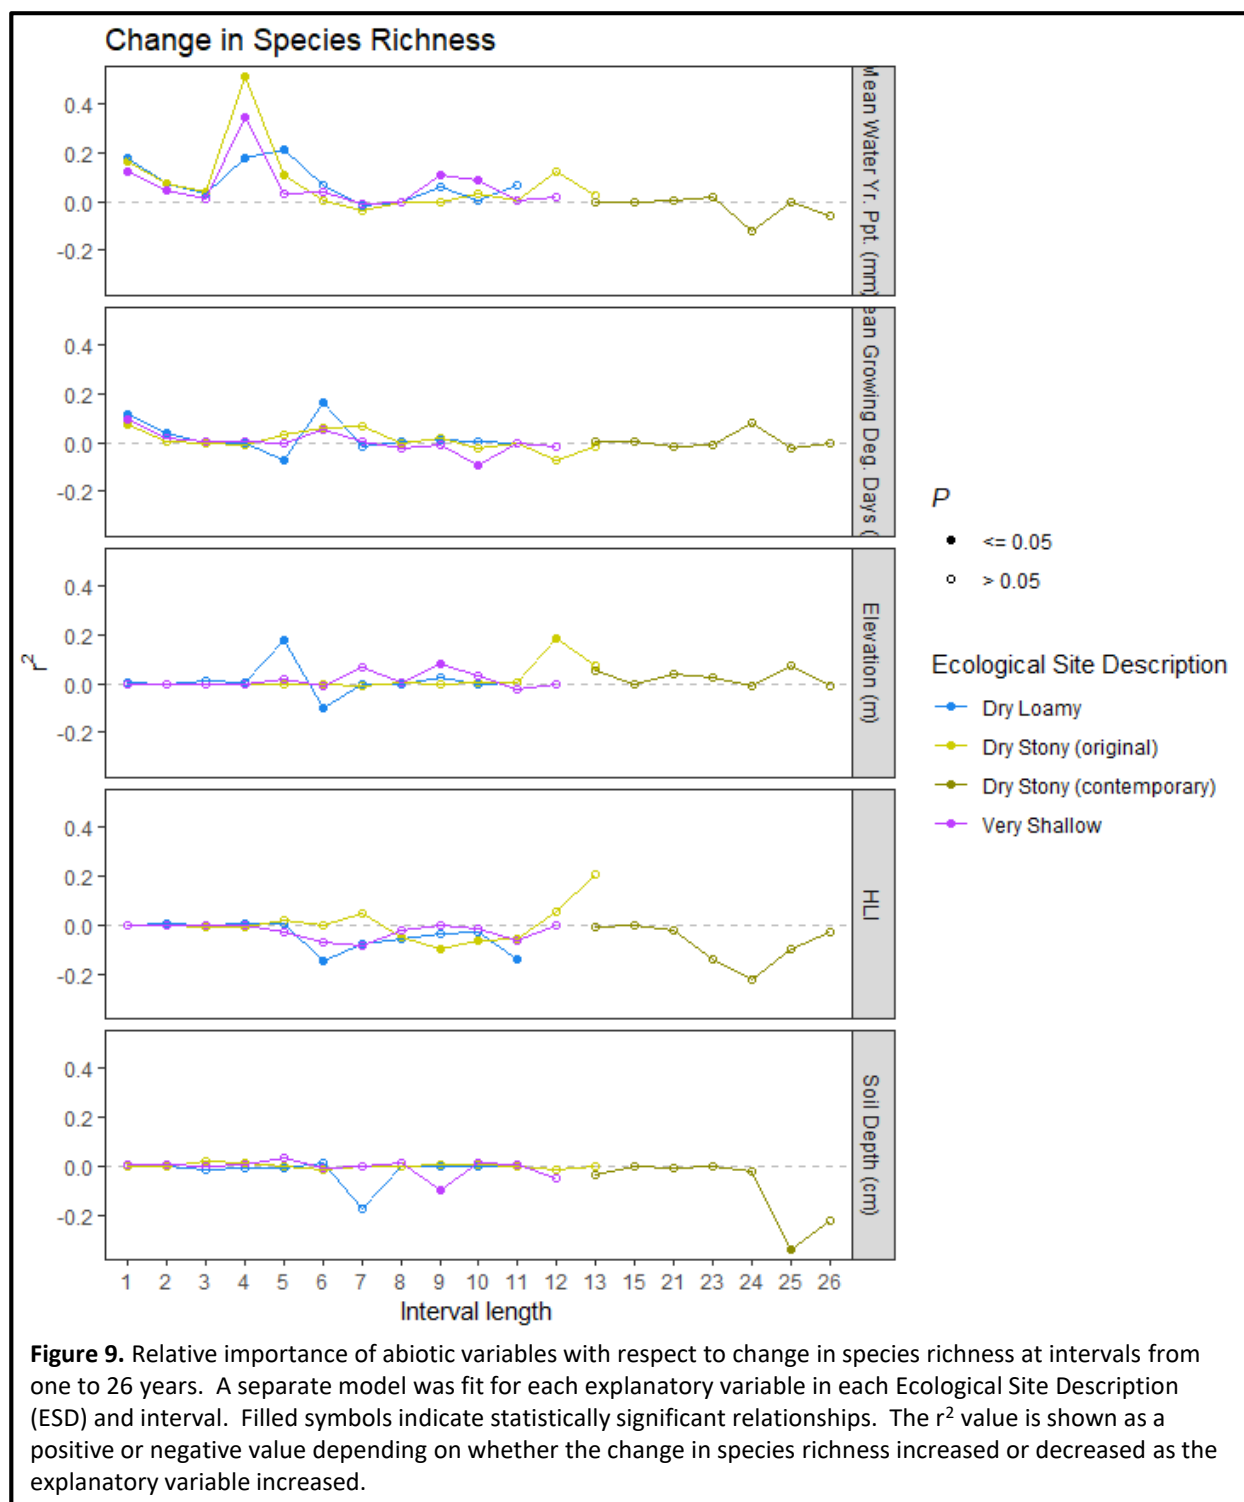 Change in Species Richness
0.4
0.2
0.0
-0.2
Water Yr. Ppt. (mm)
0.4
0.2
0.0
-0.2
Growing Deg. Days (
0.4
0.2
0.0
-0.2
Elevation (m)
0.4
0.2
0.0
-0.2
HLI
0.4
0.2
0.0
-0.2
Soil Depth (cm)
r²
1 2 3 4 5 6 7 8 9 10 11 12 13 15 21 23 24 25 26
Interval length
P
<= 0.05
> 0.05
Ecological Site Description
Dry Loamy
Dry Stony (original)
Dry Stony (contemporary)
Very Shallow
Figure 9. Relative importance of abiotic variables with respect to change in species richness at intervals from
one to 26 years. A separate model was fit for each explanatory variable in each Ecological Site Description
(ESD) and interval. Filled symbols indicate statistically significant relationships. The r² value is shown as a
positive or negative value depending on whether the change in species richness increased or decreased as the
explanatory variable increased.